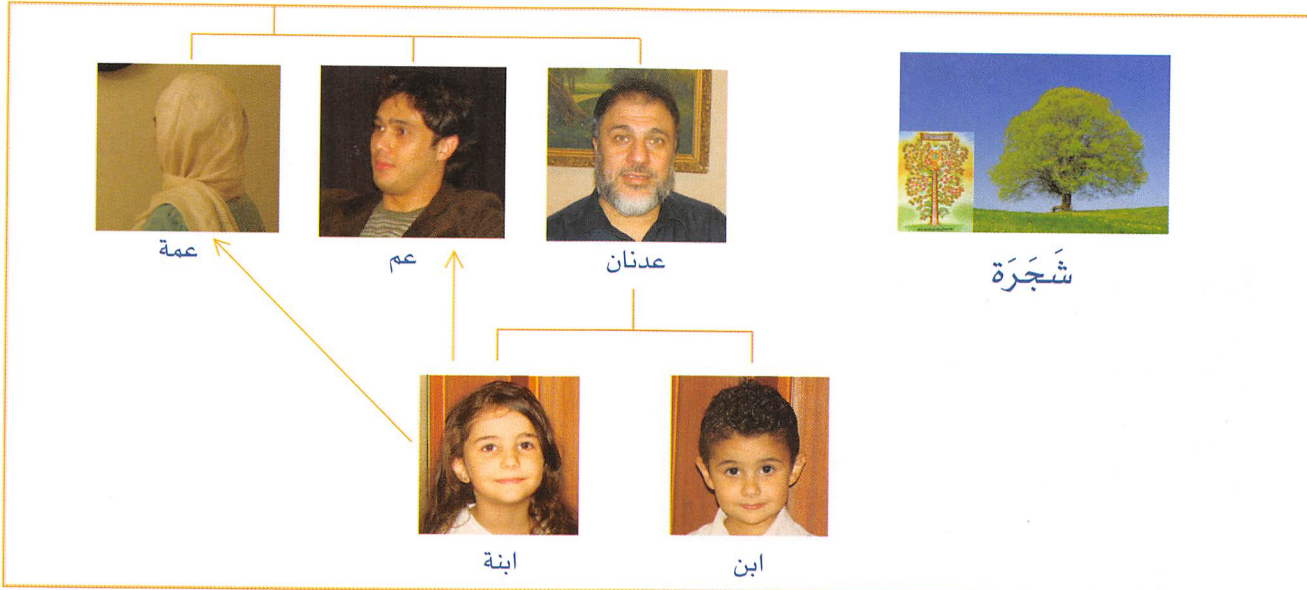 شَجَرَة
عدنان
عم
عمة
ابن
ابنة